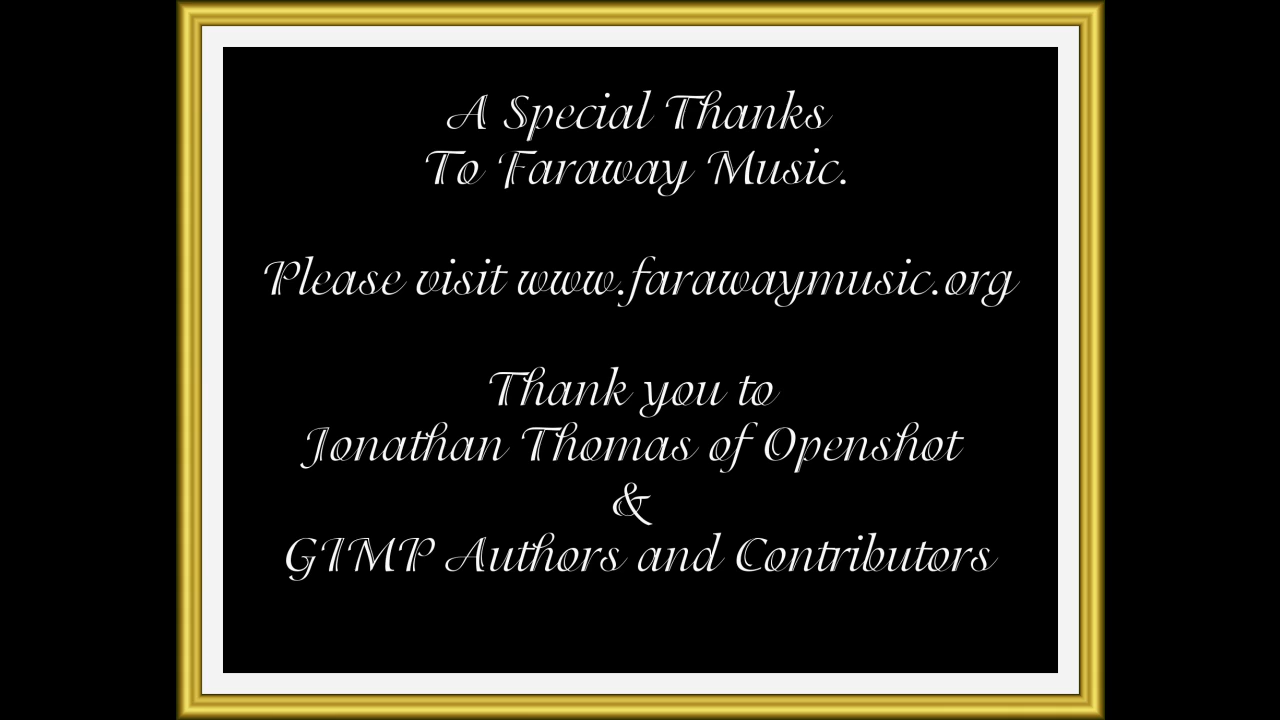 A Special Thanks
To Faraway Music.
Please visit www.farawaymusic.org
Thank you to
Jonathan Thomas of Openshot
&
GIMP Authors and Contributors